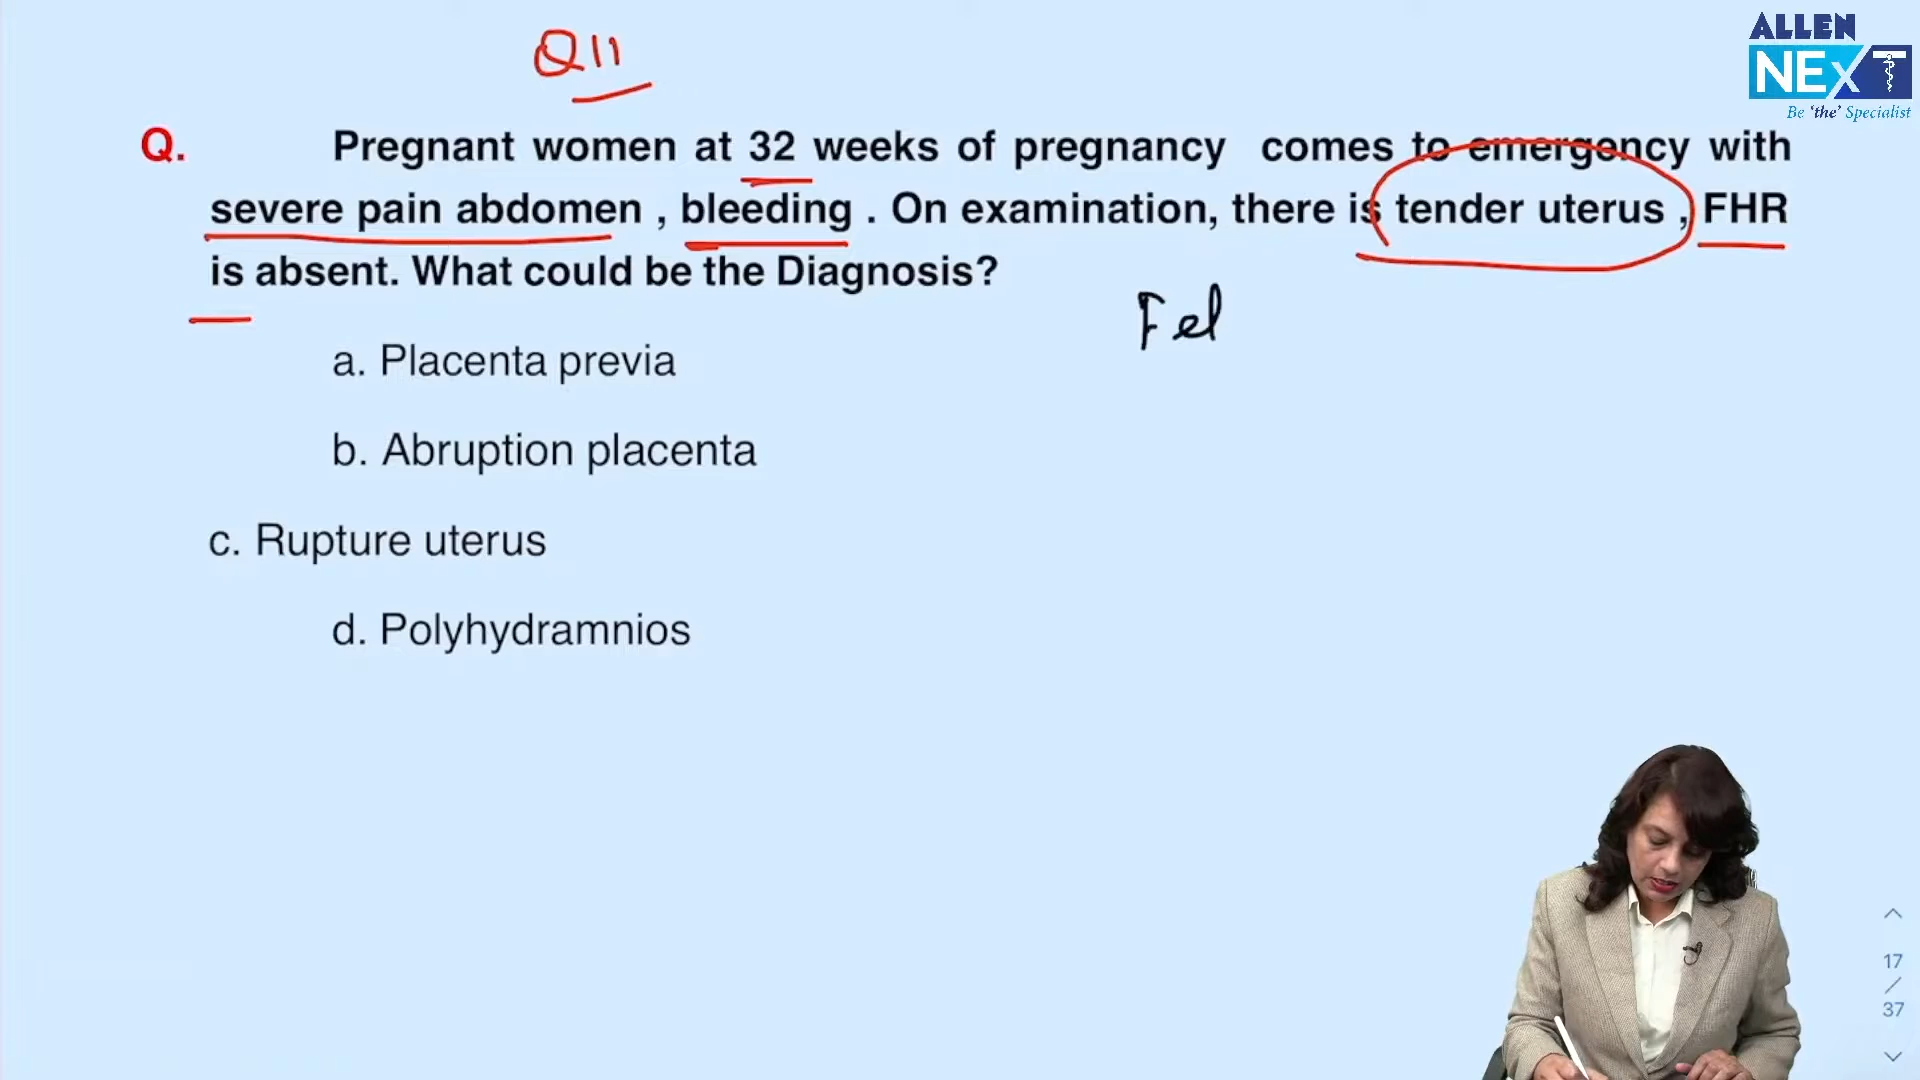 Q11
ALLEN
NEXT
Be 'the' Specialist
Q. Pregnant women at 32 weeks of pregnancy comes to emergency with
severe pain abdomen , bleeding . On examination, there is tender uterus , FHR
is absent. What could be the Diagnosis?
Fel
a. Placenta previa
b. Abruption placenta
c. Rupture uterus
d. Polyhydramnios
17
/
37